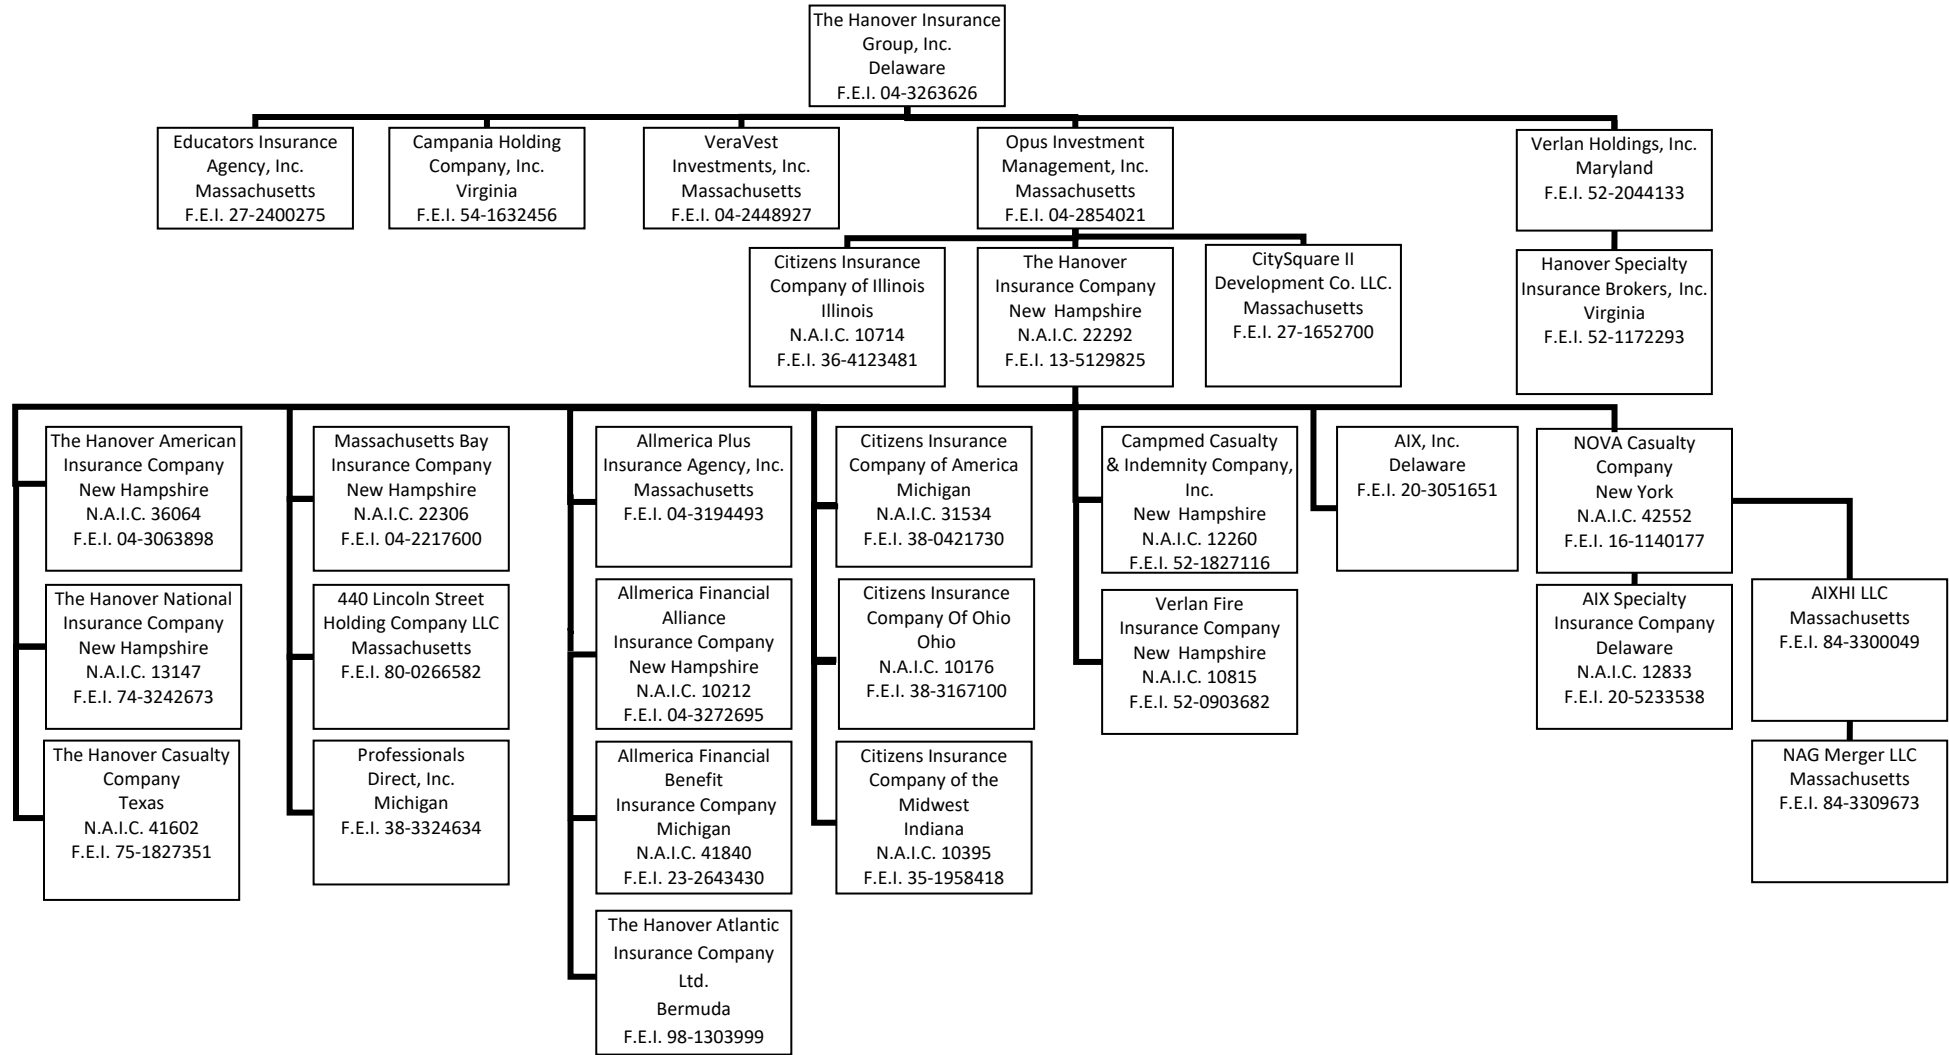 The Hanover Insurance
Group, Inc.
Delaware
F.E.I. 04-3263626
Educators Insurance
Agency, Inc.
Massachusetts
F.E.I. 27-2400275
Campania Holding
Company, Inc.
Virginia
F.E.I. 54-1632456
VeraVest
Investments, Inc.
Massachusetts
F.E.I. 04-2448927
Opus Investment
Management, Inc.
Massachusetts
F.E.I. 04-2854021
Verlan Holdings, Inc.
Maryland
F.E.I. 52-2044133
Citizens Insurance
Company of Illinois
Illinois
N.A.I.C. 10714
F.E.I. 36-4123481
The Hanover
Insurance Company
New Hampshire
N.A.I.C. 22292
F.E.I. 13-5129825
CitySquare II
Development Co. LLC.
Massachusetts
F.E.I. 27-1652700
Hanover Specialty
Insurance Brokers, Inc.
Virginia
F.E.I. 52-1172293
The Hanover American
Insurance Company
New Hampshire
N.A.I.C. 36064
F.E.I. 04-3063898
Massachusetts Bay
Insurance Company
New Hampshire
N.A.I.C. 22306
F.E.I. 04-2217600
Allmerica Plus
Insurance Agency, Inc.
Massachusetts
F.E.I. 04-3194493
Citizens Insurance
Company of America
Michigan
N.A.I.C. 31534
F.E.I. 38-0421730
Campmed Casualty
& Indemnity Company,
Inc.
New Hampshire
N.A.I.C. 12260
F.E.I. 52-1827116
AIX, Inc.
Delaware
F.E.I. 20-3051651
NOVA Casualty
Company
New York
N.A.I.C. 42552
F.E.I. 16-1140177
The Hanover National
Insurance Company
New Hampshire
N.A.I.C. 13147
F.E.I. 74-3242673
440 Lincoln Street
Holding Company LLC
Massachusetts
F.E.I. 80-0266582
Allmerica Financial
Alliance
Insurance Company
New Hampshire
N.A.I.C. 10212
F.E.I. 04-3272695
Citizens Insurance
Company Of Ohio
Ohio
N.A.I.C. 10176
F.E.I. 38-3167100
Verlan Fire
Insurance Company
New Hampshire
N.A.I.C. 10815
F.E.I. 52-0903682
AIX Specialty
Insurance Company
Delaware
N.A.I.C. 12833
F.E.I. 20-5233538
AIXHI LLC
Massachusetts
F.E.I. 84-3300049
The Hanover Casualty
Company
Texas
N.A.I.C. 41602
F.E.I. 75-1827351
Professionals
Direct, Inc.
Michigan
F.E.I. 38-3324634
Allmerica Financial
Benefit
Insurance Company
Michigan
N.A.I.C. 41840
F.E.I. 23-2643430
Citizens Insurance
Company of the
Midwest
Indiana
N.A.I.C. 10395
F.E.I. 35-1958418
NAG Merger LLC
Massachusetts
F.E.I. 84-3309673
The Hanover Atlantic
Insurance Company
Ltd.
Bermuda
F.E.I. 98-1303999